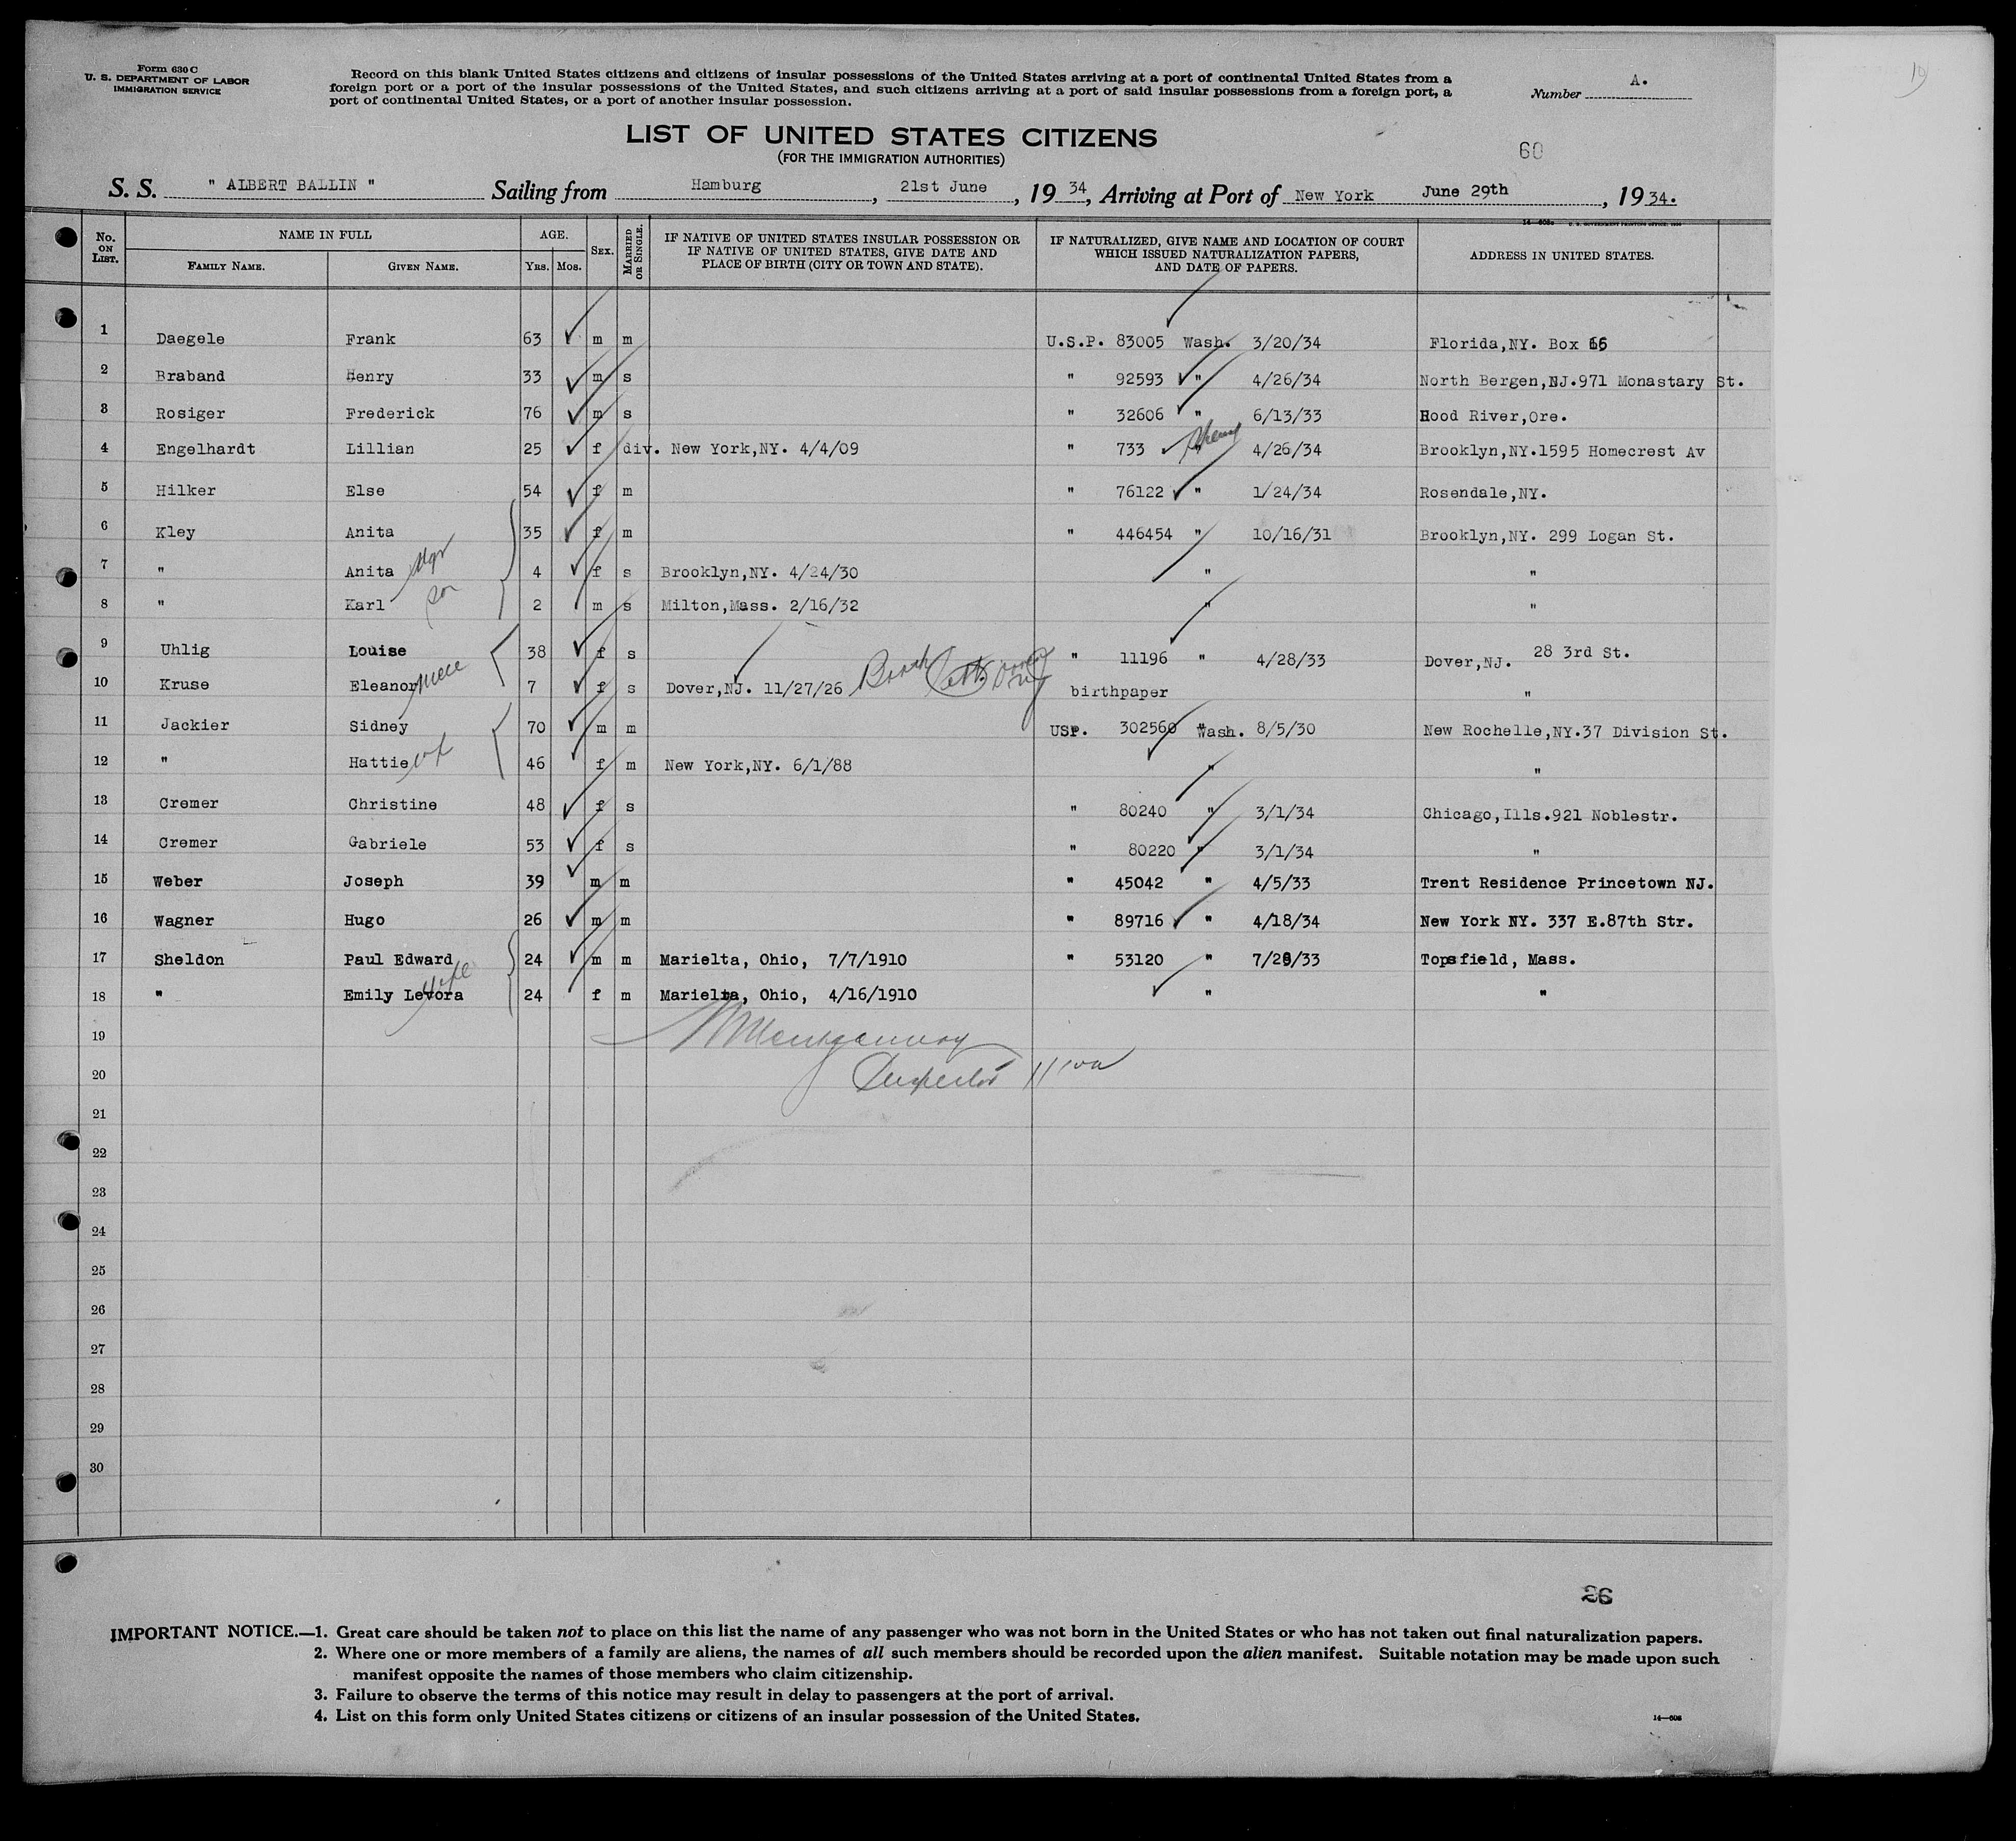 Form 630 C
U. S. DEPARTMENT OF LABOR
IMMIGRATION SERVICE
Record on this blank United States citizens and citizens of insular possessions of the United States arriving at a port of continental United States from a
foreign port or a port of the insular possessions of the United States, and such citizens arriving at a port of said insular possessions from a foreign port, a
port of continental United States, or a port of another insular possession.
Number A.
LIST OF UNITED STATES CITIZENS
(FOR THE IMMIGRATION AUTHORITIES)
60
S. S. " ALBERT BALLIN " Sailing from Hamburg, 21st June, 19 34, Arriving at Port of New York June 29th, 19 34.
No. ON LIST. NAME IN FULL FAMILY NAME. GIVEN NAME. AGE. YRS. MOS. SEX. MARRIED OR SINGLE. IF NATIVE OF UNITED STATES INSULAR POSSESSION OR IF NATIVE OF UNITED STATES, GIVE DATE AND PLACE OF BIRTH (CITY OR TOWN AND STATE). IF NATURALIZED, GIVE NAME AND LOCATION OF COURT WHICH ISSUED NATURALIZATION PAPERS, AND DATE OF PAPERS. ADDRESS IN UNITED STATES.
1 Daegele Frank 63 m m U.S.P. 83005 Wash. 3/20/34 Florida,NY. Box 66
2 Braband Henry 33 m s " 92593 " 4/26/34 North Bergen,NJ.971 Monastary St.
3 Rosiger Frederick 76 m s " 32606 " 6/13/33 Hood River,Ore.
4 Engelhardt Lillian 25 f div. New York,NY. 4/4/09 " 733 " 4/26/34 Brooklyn,NY.1595 Homecrest Av
5 Hilker Else 54 f m " 76122 " 1/24/34 Rosendale,NY.
6 Kley Anita 35 f m " 446454 " 10/16/31 Brooklyn,NY. 299 Logan St.
7 " Anita 4 f s Brooklyn,NY. 4/24/30 " "
8 " Karl son 2 m s Milton,Mass. 2/16/32 " "
9 Uhlig Louise 38 f s " 11196 " 4/28/33 Dover,NJ. 28 3rd St.
10 Kruse Eleanor niece 7 f s Dover,NJ. 11/27/26 birthpaper "
11 Jackier Sidney 70 m m USP. 302560 Wash. 8/5/30 New Rochelle,NY.37 Division St.
12 " Hattie wf 46 f m New York,NY. 6/1/88 " "
13 Cremer Christine 48 f s " 80240 " 3/1/34 Chicago,Ills.921 Noblestr.
14 Cremer Gabriele 53 f s " 80220 " 3/1/34 "
15 Weber Joseph 39 m m " 45042 " 4/5/33 Trent Residence Princetown NJ.
16 Wagner Hugo 26 m m " 89716 " 4/18/34 New York NY. 337 E.87th Str.
17 Sheldon Paul Edward 24 m m Marielta, Ohio, 7/7/1910 " 53120 " 7/28/33 Topsfield, Mass.
18 " Emily Levora wife 24 f m Marielta, Ohio, 4/16/1910 " "
19 Montgomery
20 Inspector
21
22
23
24
25
26
27
28
29
30
26
IMPORTANT NOTICE.—1. Great care should be taken not to place on this list the name of any passenger who was not born in the United States or who has not taken out final naturalization papers.
2. Where one or more members of a family are aliens, the names of all such members should be recorded upon the alien manifest. Suitable notation may be made upon such
manifest opposite the names of those members who claim citizenship.
3. Failure to observe the terms of this notice may result in delay to passengers at the port of arrival.
4. List on this form only United States citizens or citizens of an insular possession of the United States.
14—608